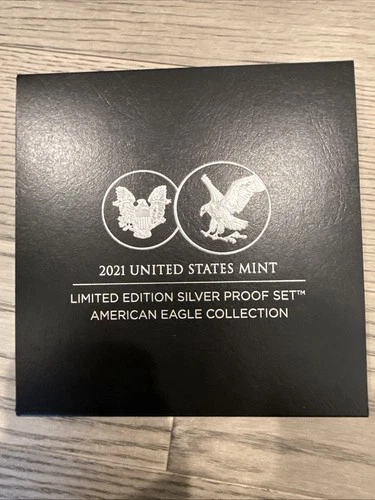 2021 UNITED STATES MINT
LIMITED EDITION SILVER PROOF SET™
AMERICAN EAGLE COLLECTION